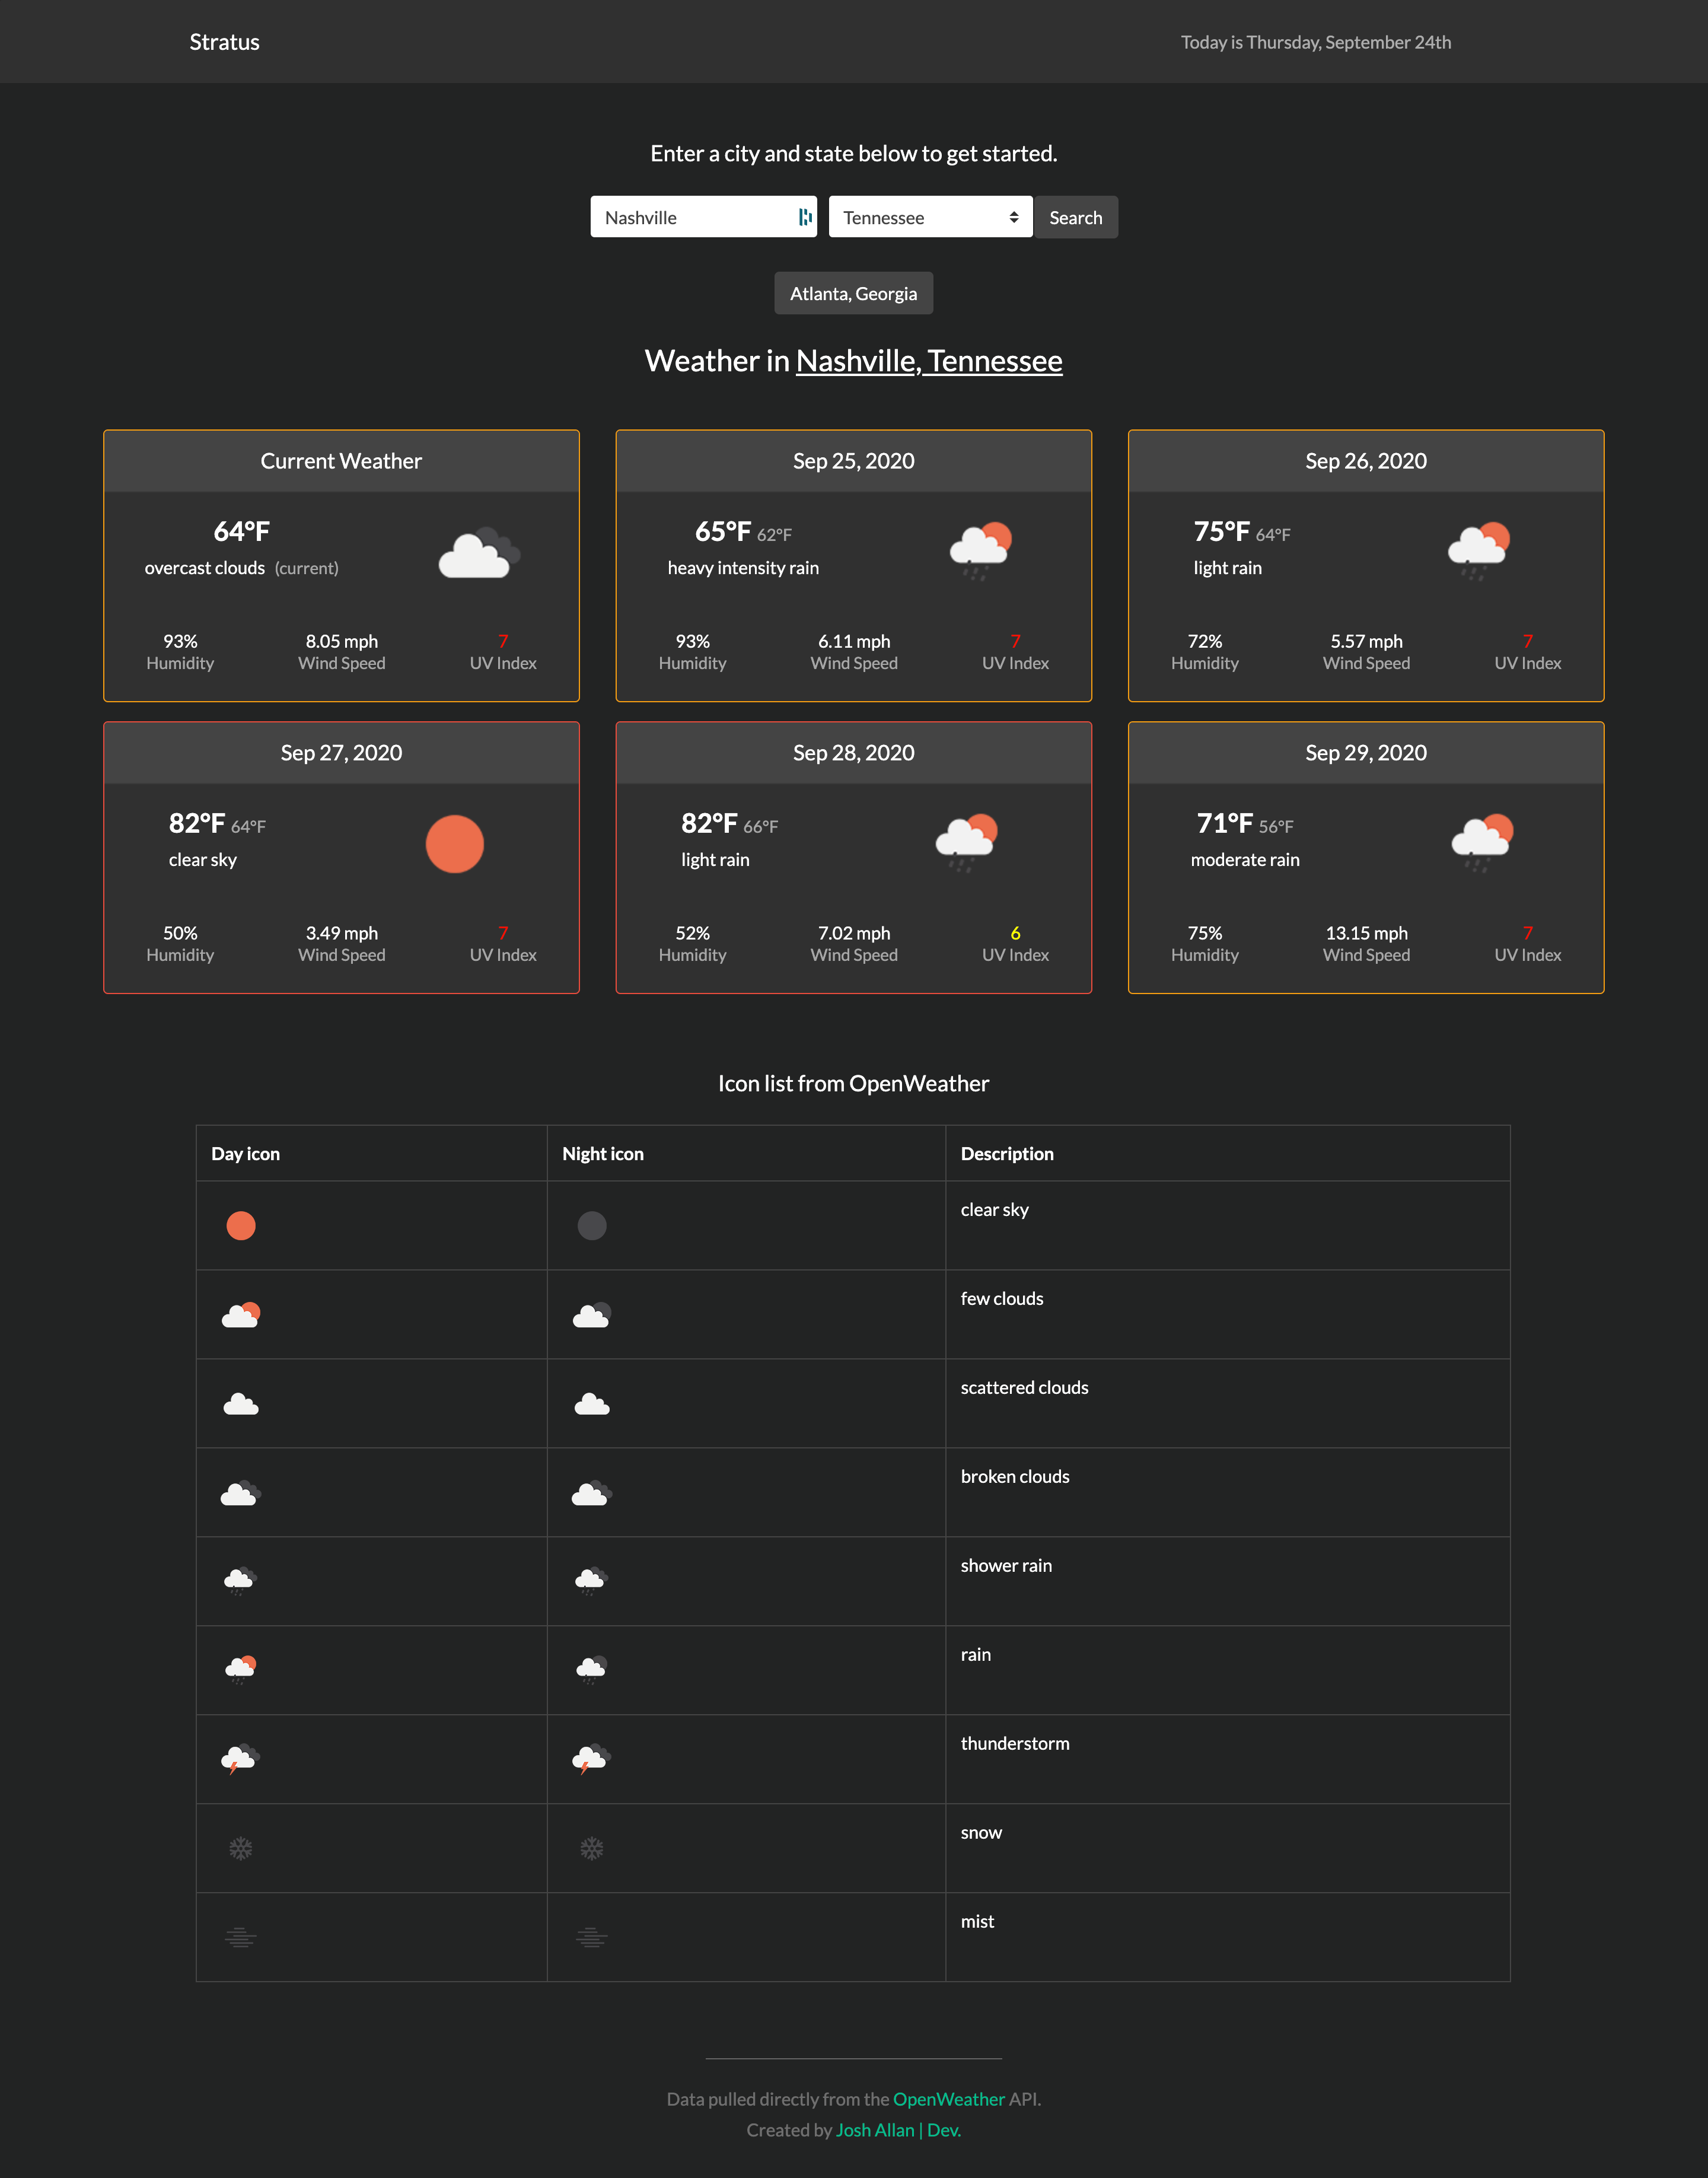 Stratus
Today is Thursday, September 24th
Enter a city and state below to get started.
Nashville
Tennessee
Search
Atlanta, Georgia
Weather in Nashville, Tennessee
Current Weather
64°F
overcast clouds (current)
93% 8.05 mph 7
Humidity Wind Speed UV Index
Sep 25, 2020
65°F 62°F
heavy intensity rain
93% 6.11 mph 7
Humidity Wind Speed UV Index
Sep 26, 2020
75°F 64°F
light rain
72% 5.57 mph 7
Humidity Wind Speed UV Index
Sep 27, 2020
82°F 64°F
clear sky
50% 3.49 mph 7
Humidity Wind Speed UV Index
Sep 28, 2020
82°F 66°F
light rain
52% 7.02 mph 6
Humidity Wind Speed UV Index
Sep 29, 2020
71°F 56°F
moderate rain
75% 13.15 mph 7
Humidity Wind Speed UV Index
Icon list from OpenWeather
Day icon Night icon Description
clear sky
few clouds
scattered clouds
broken clouds
shower rain
rain
thunderstorm
snow
mist
Data pulled directly from the OpenWeather API.
Created by Josh Allan | Dev.